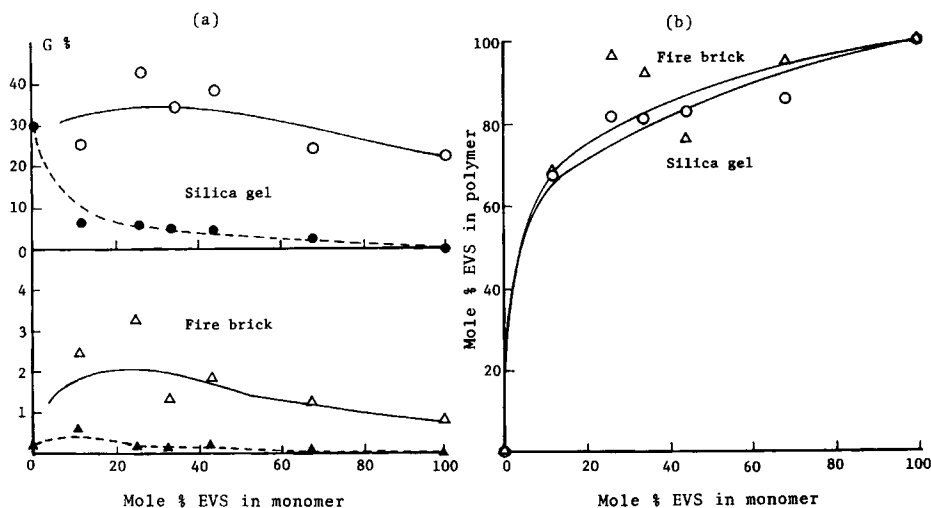 (a)
G %
40
30
20
10
0
Silica gel
4
3
2
1
0
20
40
60
80
100
Fire brick
Mole % EVS in monomer
(b)
100
80
60
40
20
0
20
40
60
80
100
Fire brick
Silica gel
Mole % EVS in polymer
Mole % EVS in monomer